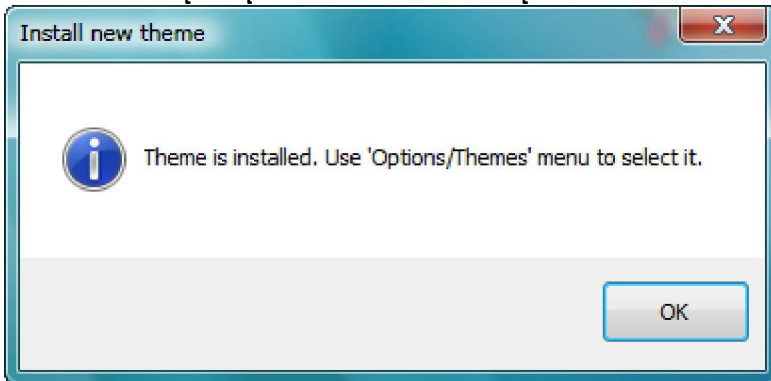 Install new theme
Theme is installed. Use 'Options/Themes' menu to select it.
OK